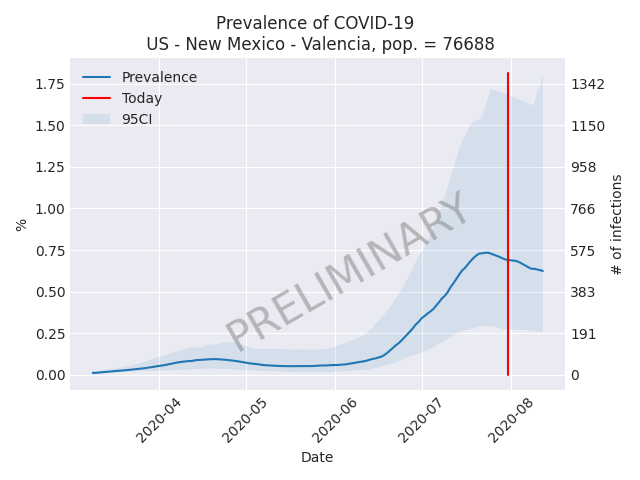 Prevalence of COVID-19
US - New Mexico - Valencia, pop. = 76688
Prevalence
Today
95CI
PRELIMINARY
1.75
1.50
1.25
1.00
0.75
0.50
0.25
0.00
%
1342
1150
958
766
575
383
191
0
# of infections
2020-04
2020-05
2020-06
2020-07
2020-08
Date